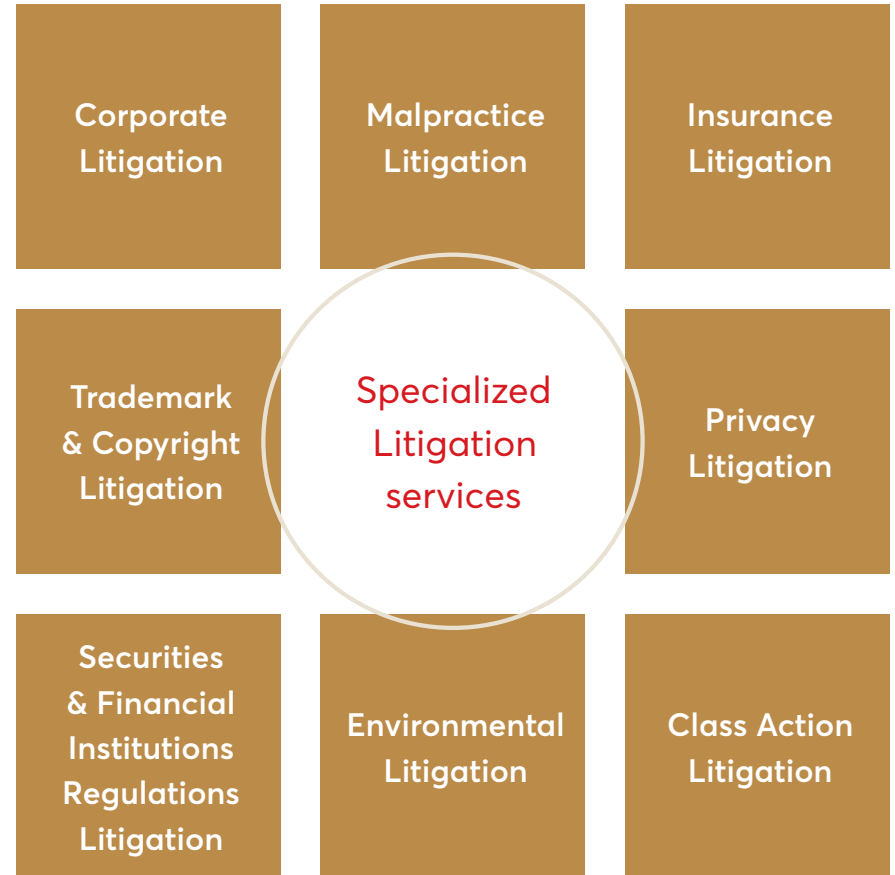 Corporate
Litigation
Malpractice
Litigation
Insurance
Litigation
Trademark
& Copyright
Litigation
Specialized
Litigation
services
Privacy
Litigation
Securities
& Financial
Institutions
Regulations
Litigation
Environmental
Litigation
Class Action
Litigation